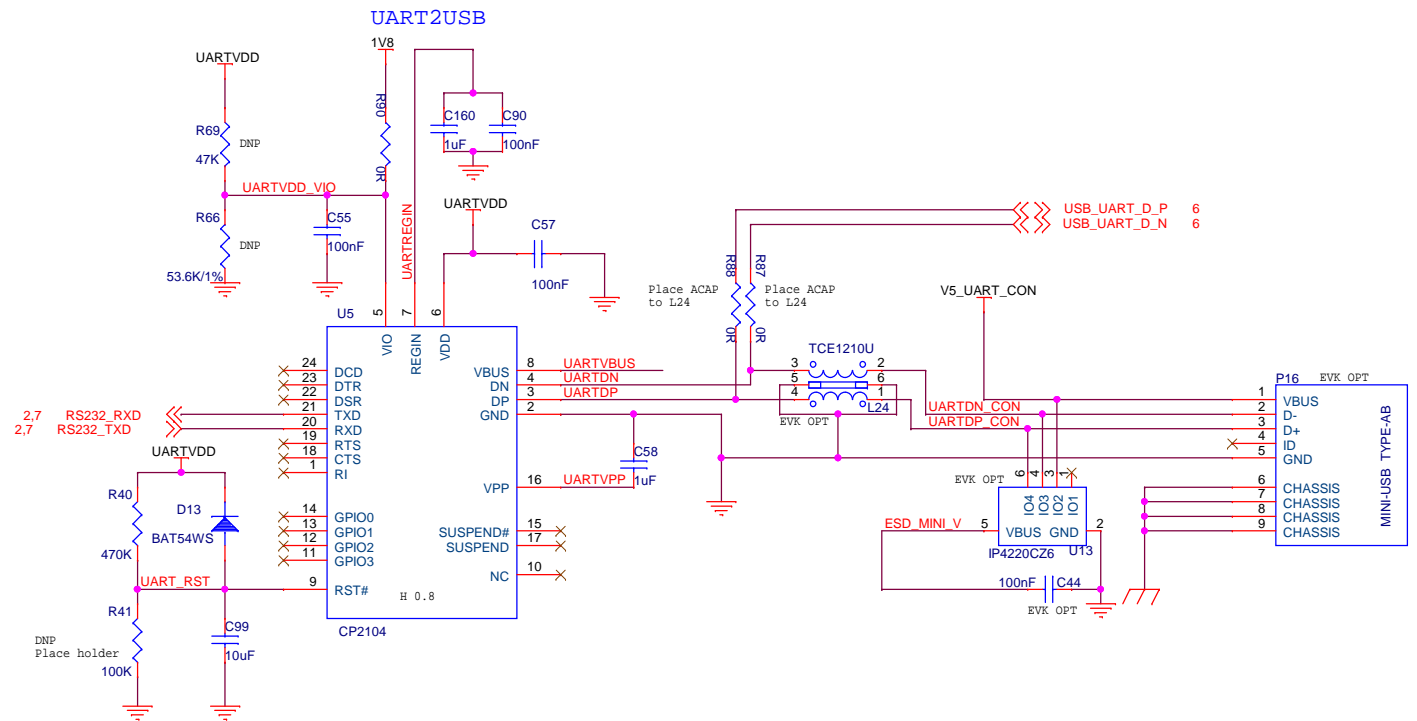 UART2USB
UARTVDD
1V8
R69
DNP
47K
R90
0R
C160
1uF
C90
100nF
UARTVDD_VIO
R66
DNP
53.6K/1%
C55
100nF
UARTREGIN
UARTVDD
C57
100nF
USB_UART_D_P 6
USB_UART_D_N 6
R88
R87
Place ACAP
to L24
Place ACAP
to L24
0R
0R
V5_UART_CON
U5
5
7
6
VIO
REGIN
VDD
24 DCD
23 DTR
22 DSR
21 TXD
20 RXD
19 RTS
18 CTS
1 RI
14 GPIO0
13 GPIO1
12 GPIO2
11 GPIO3
9 RST#
VBUS 8 UARTVBUS
DN 4 UARTDN
DP 3 UARTDP
GND 2
VPP 16 UARTVPP
SUSPEND# 15
SUSPEND 17
NC 10
H 0.8
CP2104
2,7 RS232_RXD
2,7 RS232_TXD
UARTVDD
R40
470K
D13
BAT54WS
UART_RST
R41
DNP
Place holder
100K
C99
10uF
C58
1uF
TCE1210U
3 2
5 6
4 1
L24
EVK OPT
UARTDN_CON
UARTDP_CON
EVK OPT
6
4
3
1
IO4
IO3
IO2
IO1
ESD_MINI_V 5 VBUS GND 2
IP4220CZ6 U13
100nF C44
EVK OPT
P16 EVK OPT
1 VBUS
2 D-
3 D+
4 ID
5 GND
6 CHASSIS
7 CHASSIS
8 CHASSIS
9 CHASSIS
MINI-USB TYPE-AB